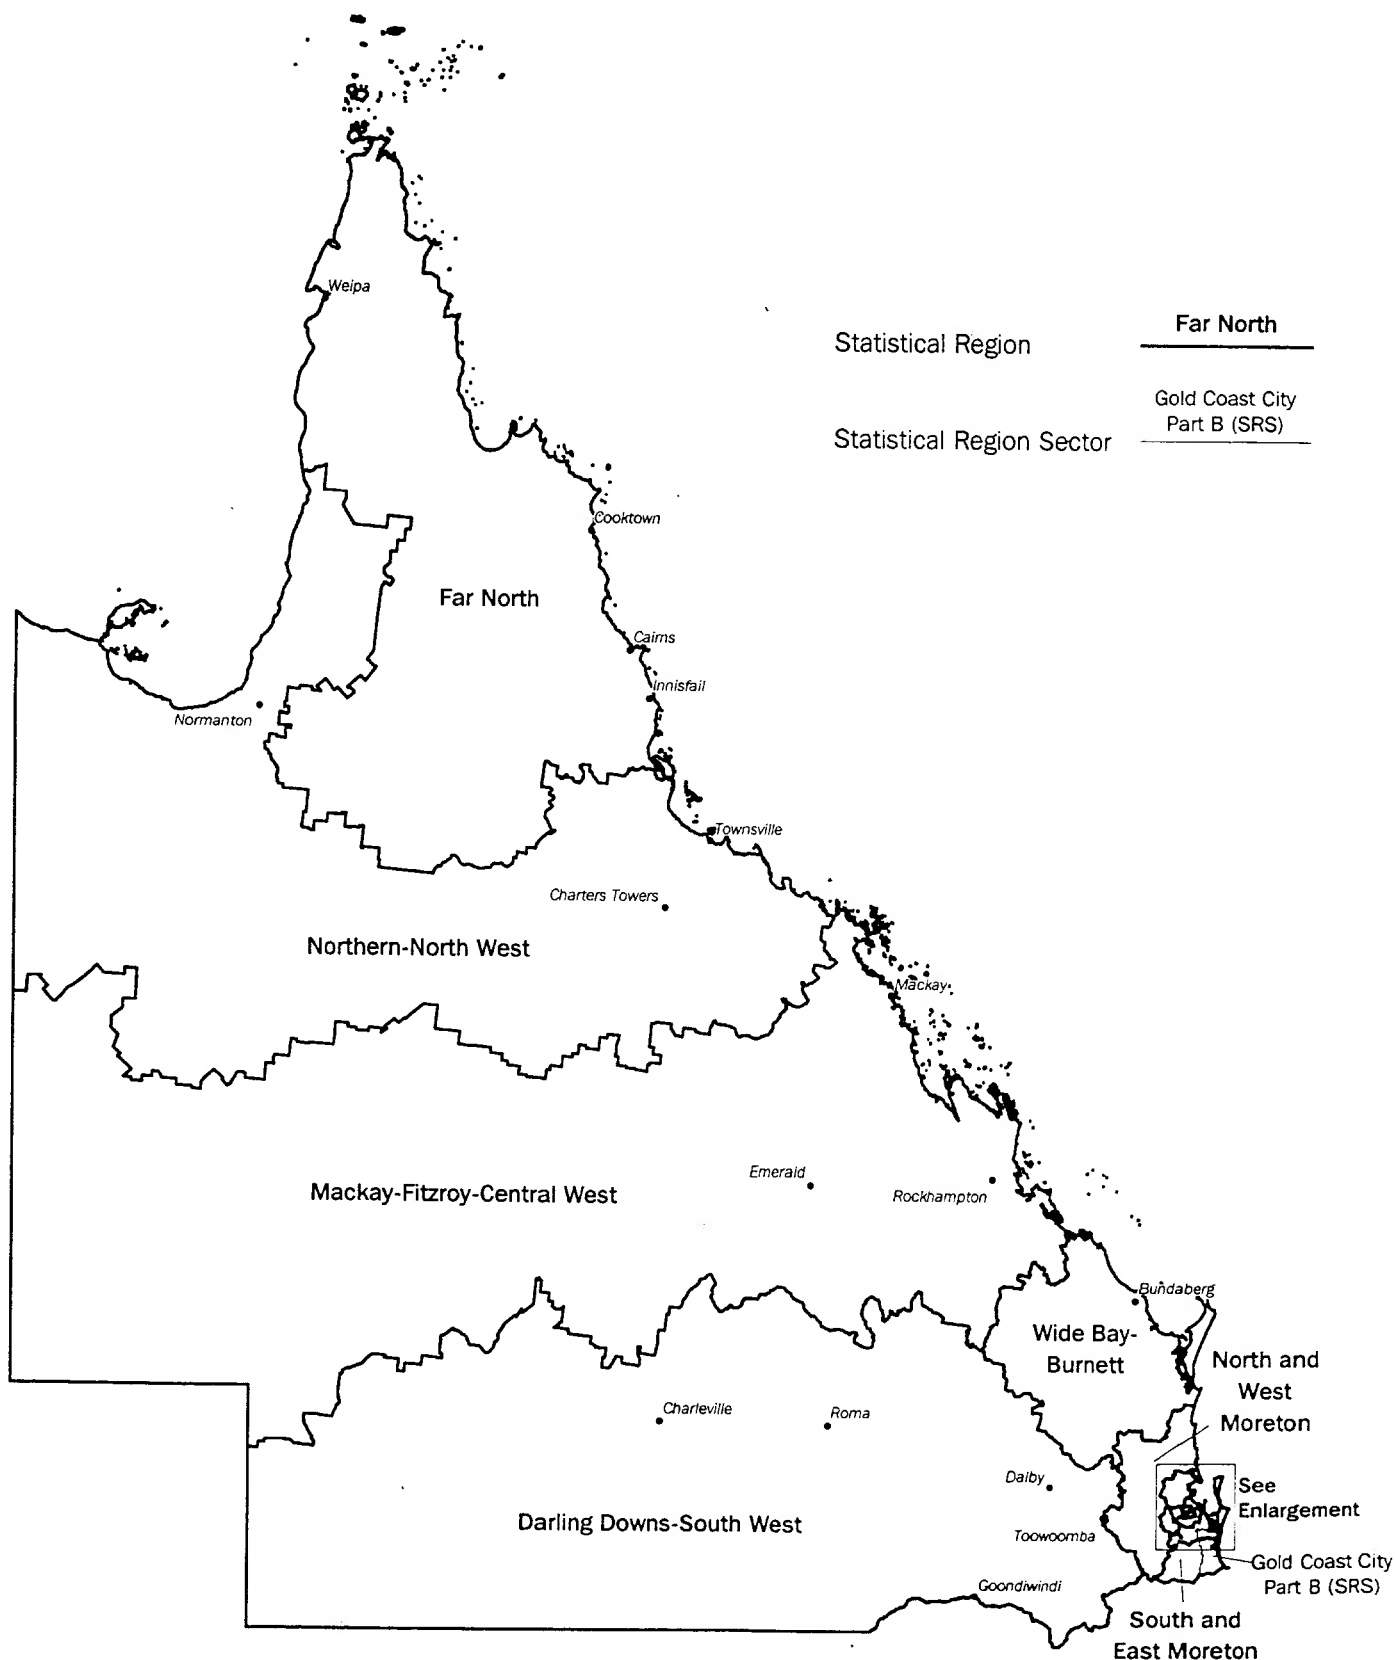 Weipa
Far North
Statistical Region
Gold Coast City
Part B (SRS)
Statistical Region Sector
Cooktown
Far North
Cairns
Innisfail
Normanton
Townsville
Charters Towers
Northern-North West
Mackay
Emerald
Mackay-Fitzroy-Central West
Rockhampton
Bundaberg
Wide Bay-
Burnett
North and
West
Moreton
Charleville
Roma
Dalby
See
Enlargement
Darling Downs-South West
Toowoomba
Gold Coast City
Part B (SRS)
Goondiwindi
South and
East Moreton